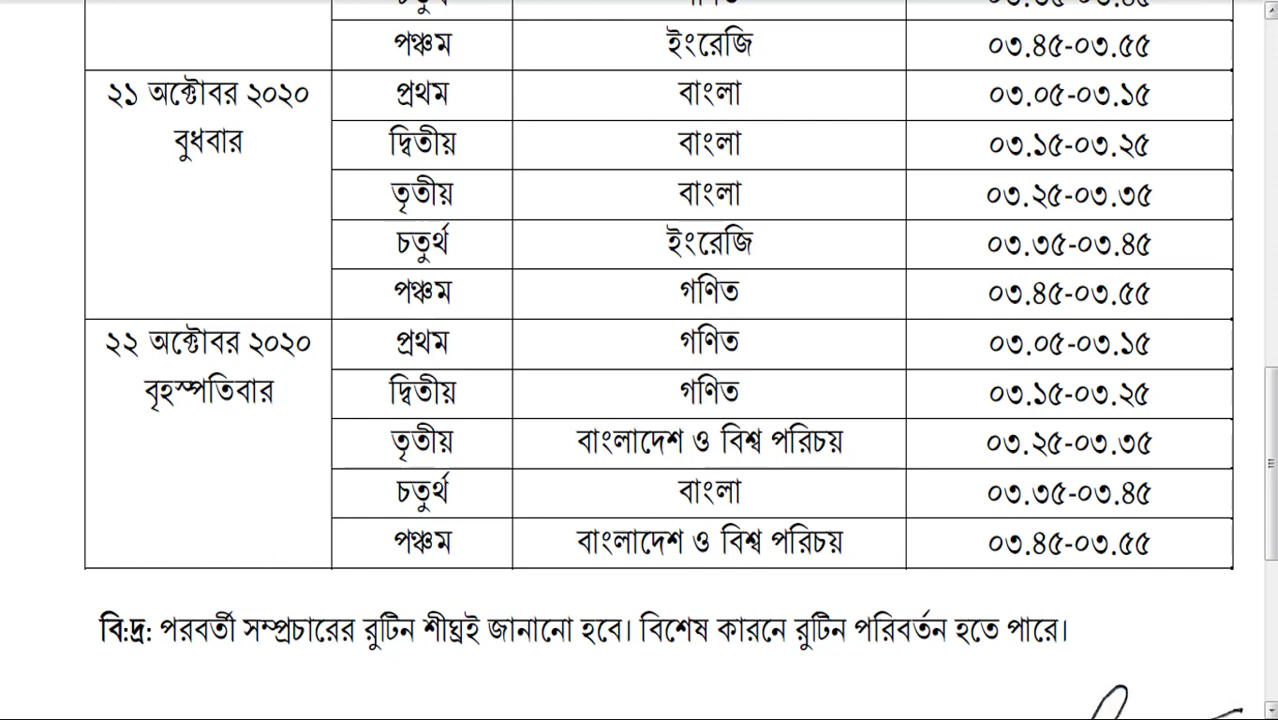 পঞ্চম ইংরেজি ০৩.৪৫-০৩.৫৫
২১ অক্টোবর ২০২০ প্রথম বাংলা ০৩.০৫-০৩.১৫
বুধবার দ্বিতীয় বাংলা ০৩.১৫-০৩.২৫
তৃতীয় বাংলা ০৩.২৫-০৩.৩৫
চতুর্থ ইংরেজি ০৩.৩৫-০৩.৪৫
পঞ্চম গণিত ০৩.৪৫-০৩.৫৫
২২ অক্টোবর ২০২০ প্রথম গণিত ০৩.০৫-০৩.১৫
বৃহস্পতিবার দ্বিতীয় গণিত ০৩.১৫-০৩.২৫
তৃতীয় বাংলাদেশ ও বিশ্ব পরিচয় ০৩.২৫-০৩.৩৫
চতুর্থ বাংলা ০৩.৩৫-০৩.৪৫
পঞ্চম বাংলাদেশ ও বিশ্ব পরিচয় ০৩.৪৫-০৩.৫৫
বি:দ্র: পরবর্তী সম্প্রচারের রুটিন শীঘ্রই জানানো হবে। বিশেষ কারনে রুটিন পরিবর্তন হতে পারে।